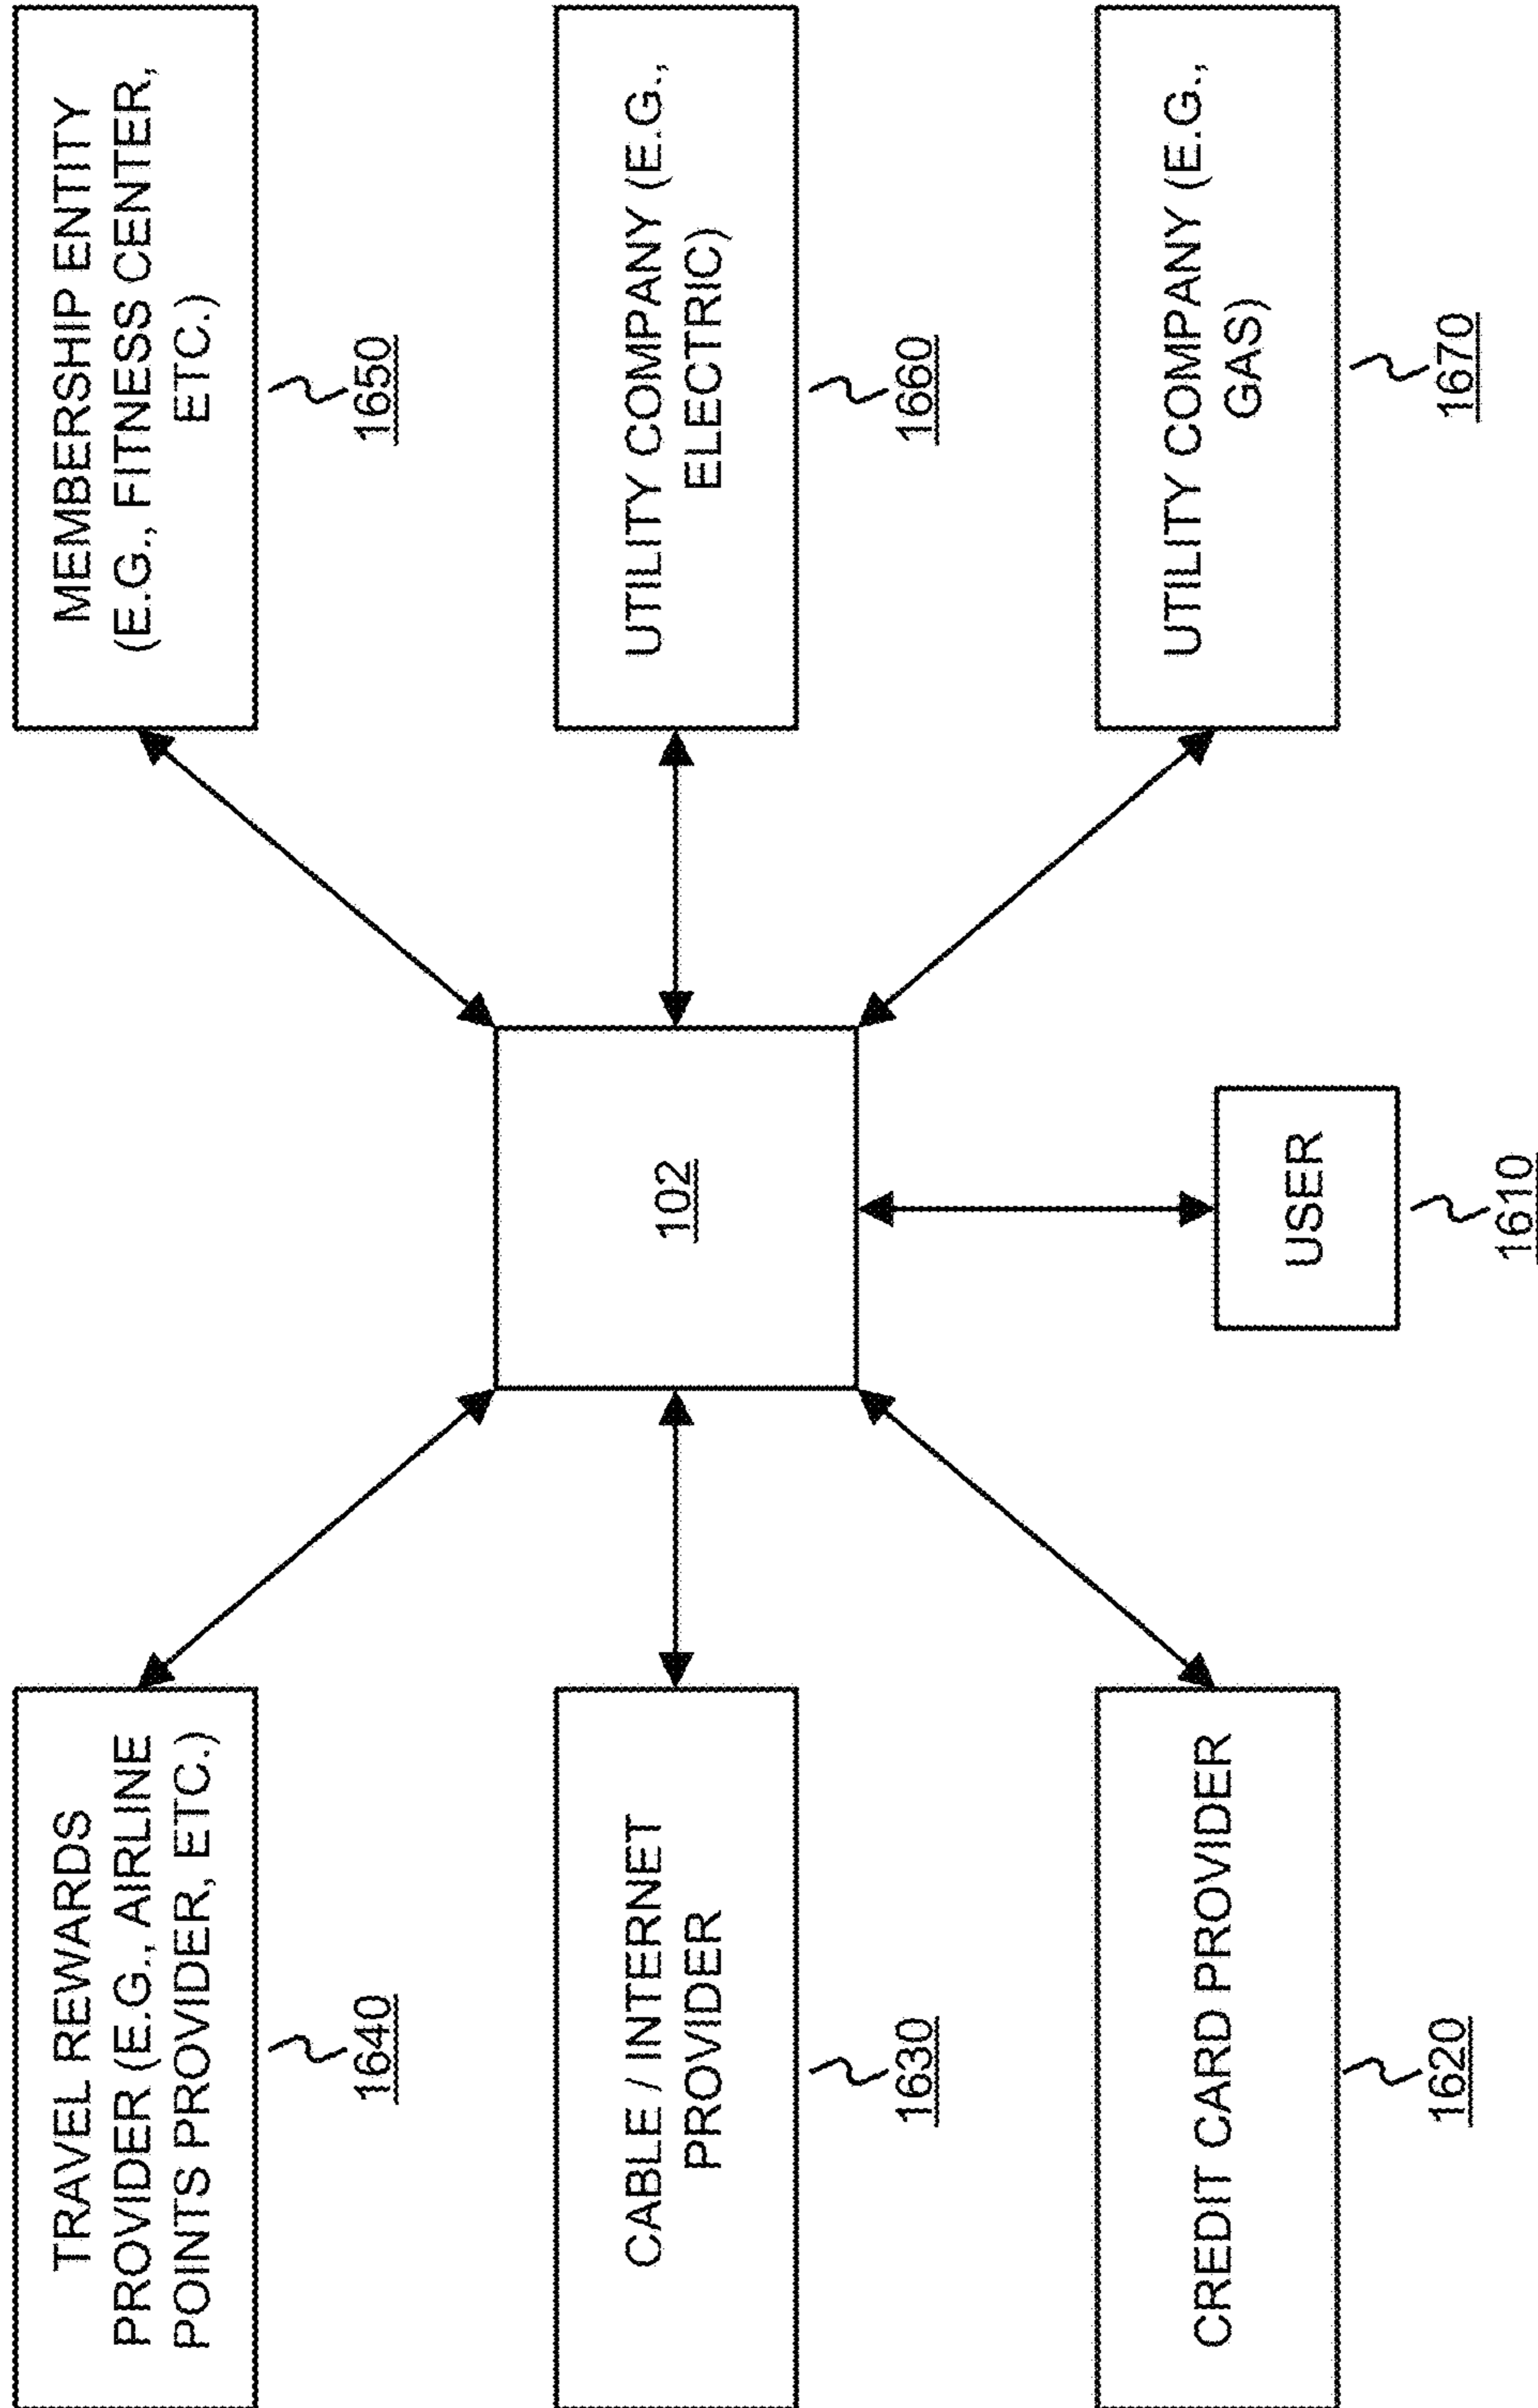 TRAVEL REWARDS
PROVIDER (E.G., AIRLINE
POINTS PROVIDER, ETC.)
1640
MEMBERSHIP ENTITY
(E.G., FITNESS CENTER,
ETC.)
1650
CABLE / INTERNET
PROVIDER
1630
102
UTILITY COMPANY (E.G.,
ELECTRIC)
1660
CREDIT CARD PROVIDER
1620
USER
1610
UTILITY COMPANY (E.G.,
GAS)
1670